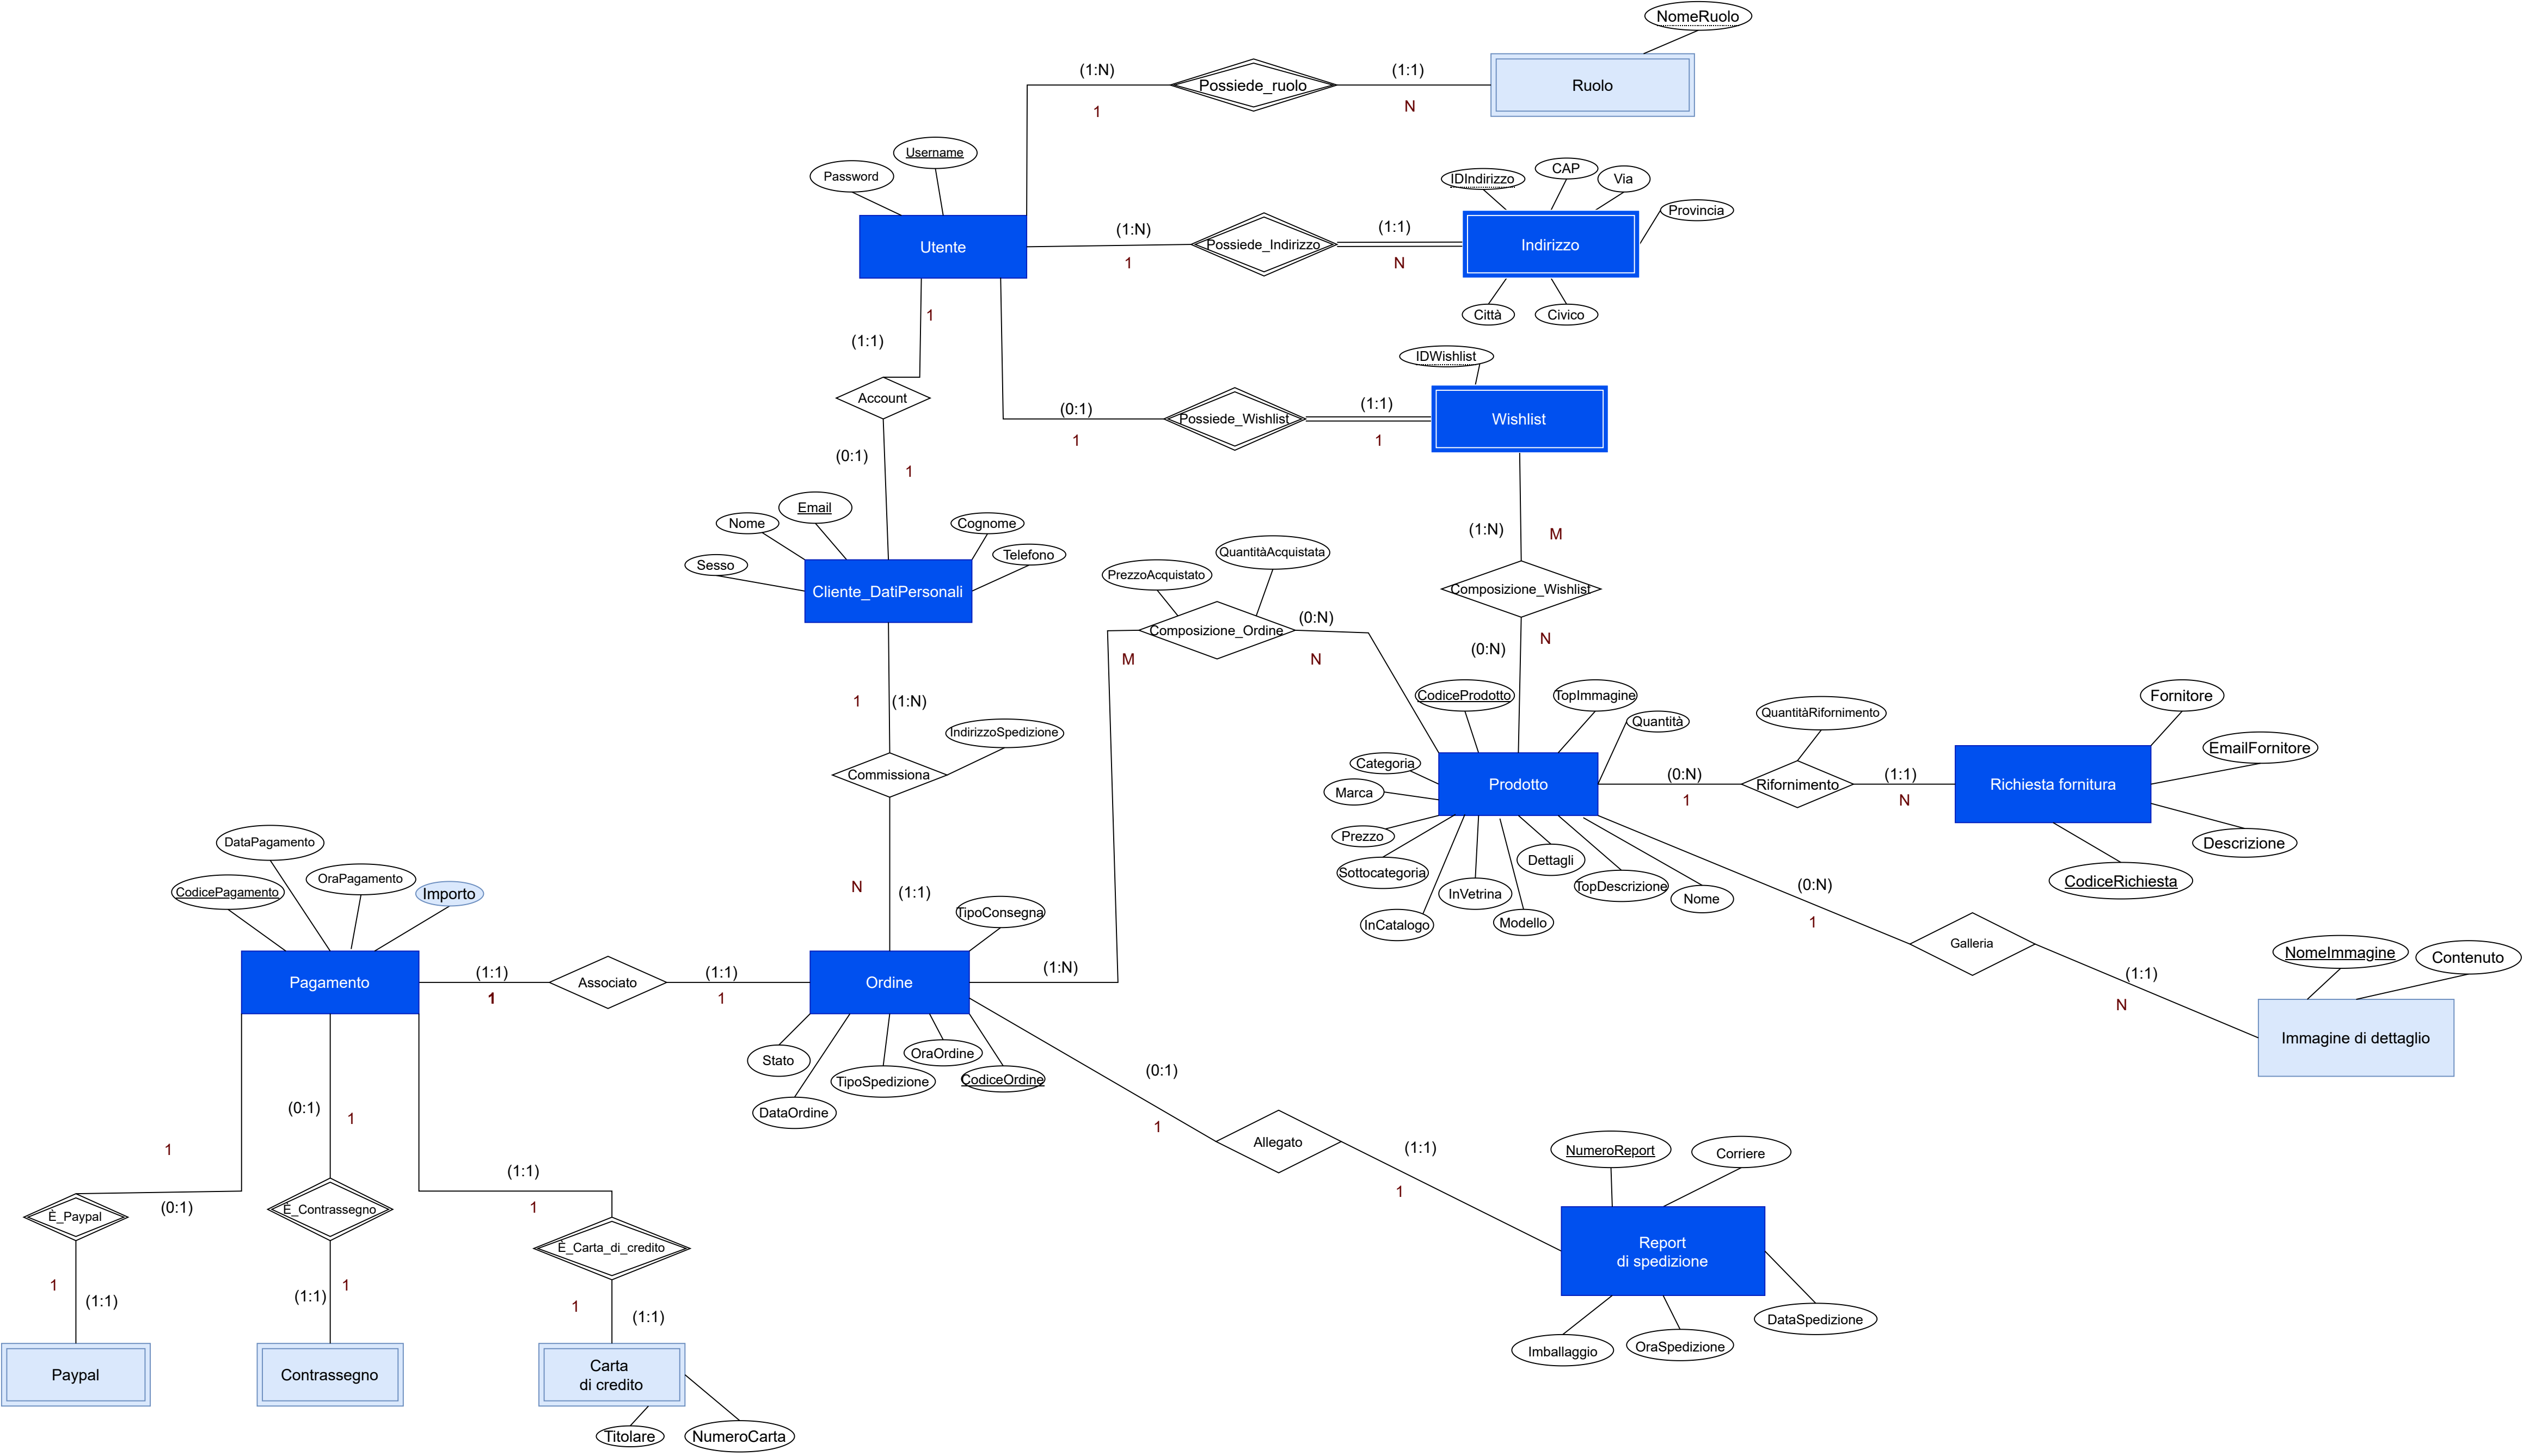 NomeRuolo
(1:N)
Possiede_ruolo
(1:1)
Ruolo
1
N
Username
Password
Utente
IDIndirizzo
CAP
Via
Provincia
(1:N)
Possiede_Indirizzo
(1:1)
Indirizzo
1
N
Città
Civico
1
(1:1)
Account
(0:1)
1
IDWishlist
(0:1)
Possiede_Wishlist
(1:1)
Wishlist
1
1
Nome
Email
Cognome
Sesso
Telefono
Cliente_DatiPersonali
(1:N)
M
Composizione_Wishlist
N
(0:N)
PrezzoAcquistato
QuantitàAcquistata
Composizione_Ordine
(0:N)
M
N
1
(1:N)
IndirizzoSpedizione
Commissiona
N
(1:1)
CodiceProdotto
TopImmagine
Quantità
Categoria
Marca
Prodotto
Prezzo
Sottocategoria
InCatalogo
InVetrina
Modello
Dettagli
TopDescrizione
Nome
QuantitàRifornimento
(0:N)
Rifornimento
(1:1)
1
N
Fornitore
EmailFornitore
Richiesta fornitura
Descrizione
CodiceRichiesta
(0:N)
1
Galleria
(1:1)
N
NomeImmagine
Contenuto
Immagine di dettaglio
DataPagamento
CodicePagamento
OraPagamento
Importo
Pagamento
(1:1)
1
Associato
(1:1)
1
TipoConsegna
Ordine
(1:N)
Stato
DataOrdine
TipoSpedizione
OraOrdine
CodiceOrdine
(0:1)
1
Allegato
(1:1)
1
NumeroReport
Corriere
Report
di spedizione
Imballaggio
OraSpedizione
DataSpedizione
1
(0:1)
È_Paypal
1
(1:1)
Paypal
(0:1)
1
È_Contrassegno
(1:1)
1
Contrassegno
(1:1)
1
È_Carta_di_credito
1
(1:1)
Carta
di credito
Titolare
NumeroCarta